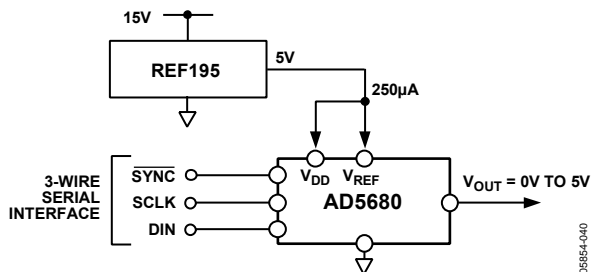 15V
REF195
5V
250µA
3-WIRE
SERIAL
INTERFACE
SYNC
SCLK
DIN
VDD
VREF
AD5680
VOUT = 0V TO 5V
05854-040